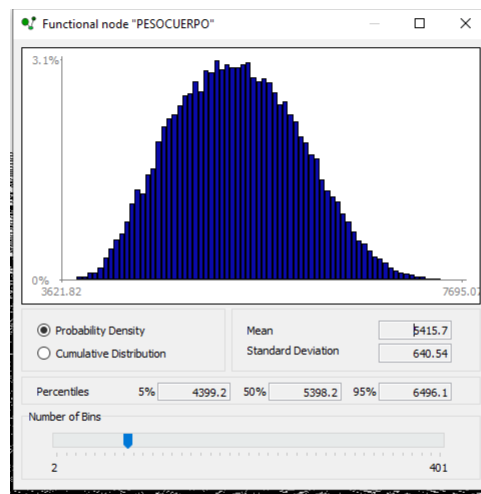 Functional node "PESOCUERPO"
3.1%
0%
3621.82 7695.07
Probability Density
Cumulative Distribution
Mean 5415.7
Standard Deviation 640.54
Percentiles 5% 4399.2 50% 5398.2 95% 6496.1
Number of Bins
2 401